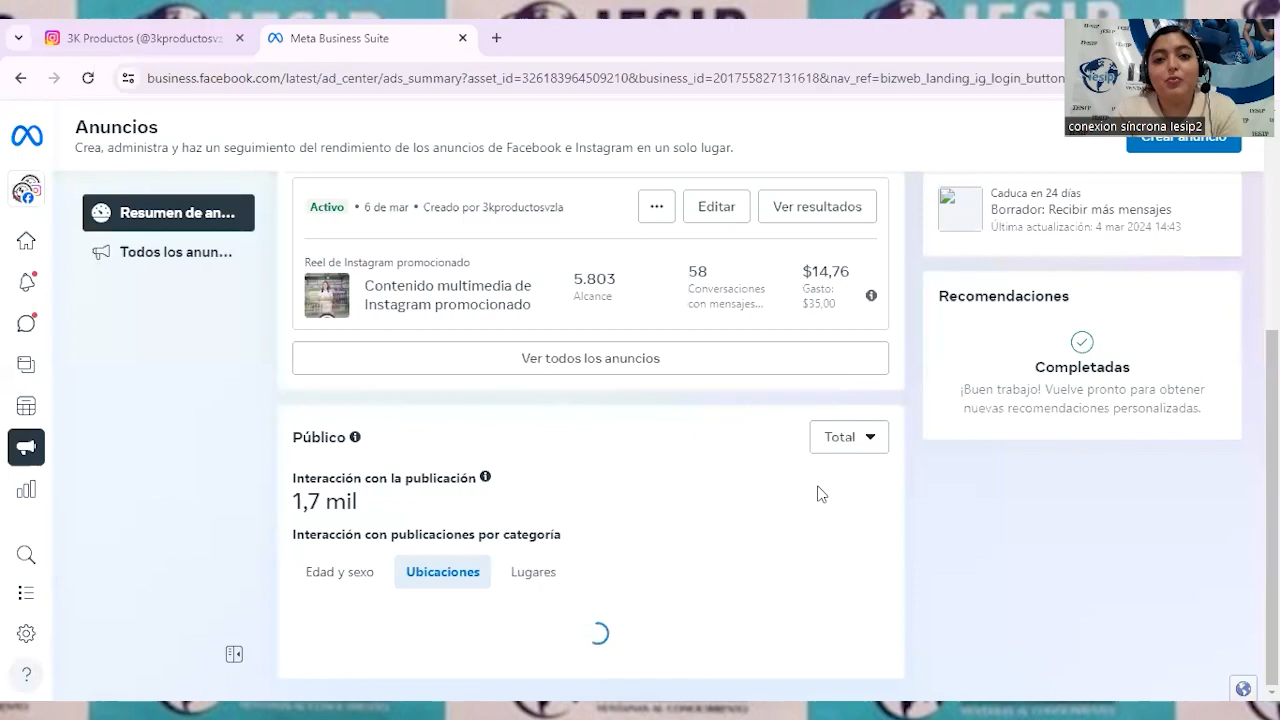 3K Productos (@3kproductosvz
Meta Business Suite
business.facebook.com/latest/ad_center/ads_summary?asset_id=326183964509210&business_id=201755827131618&nav_ref=bizweb_landing_ig_login_button
iesip
IESIP
conexion síncrona Iesip2
Anuncios
Crea, administra y haz un seguimiento del rendimiento de los anuncios de Facebook e Instagram en un solo lugar.
Crear anuncio
Resumen de an...
Todos los anun...
Activo • 6 de mar • Creado por 3kproductosvzla
Editar
Ver resultados
Reel de Instagram promocionado
Contenido multimedia de
Instagram promocionado
5.803
Alcance
58
Conversaciones
con mensajes...
$14,76
Gasto:
$35,00
Ver todos los anuncios
Caduca en 24 días
Borrador: Recibir más mensajes
Última actualización: 4 mar 2024 14:43
Recomendaciones
Completadas
¡Buen trabajo! Vuelve pronto para obtener
nuevas recomendaciones personalizadas.
Público
Total
Interacción con la publicación
1,7 mil
Interacción con publicaciones por categoría
Edad y sexo
Ubicaciones
Lugares